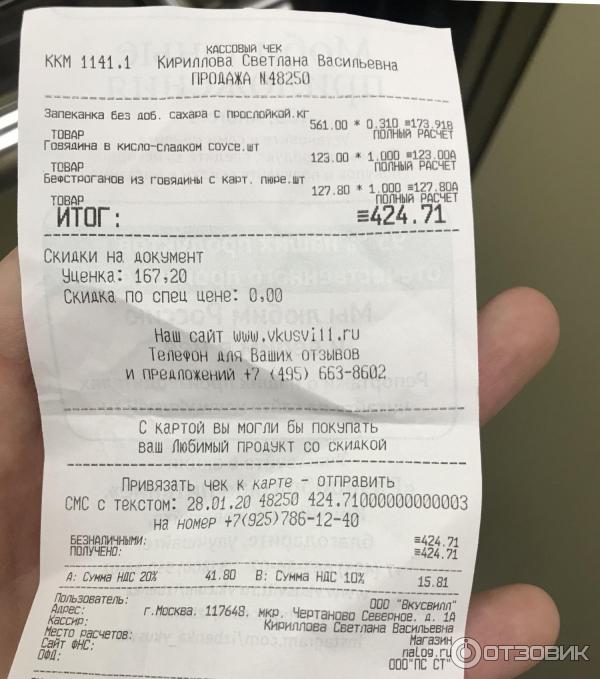 КАССОВЫЙ ЧЕК
ККМ 1141.1 Кириллова Светлана Васильевна
ПРОДАЖА N48250
Запеканка без доб. сахара с прослойкой.кг
561.00 * 0.310 ≡173.91B
ТОВАР ПОЛНЫЙ РАСЧЕТ
Говядина в кисло-сладком соусе.шт
123.00 * 1.000 ≡123.00A
ТОВАР ПОЛНЫЙ РАСЧЕТ
Бефстроганов из говядины с карт. пюре.шт
127.80 * 1.000 ≡127.80A
ТОВАР ПОЛНЫЙ РАСЧЕТ
ИТОГ: ≡424.71
Скидки на документ
Уценка: 167,20
Скидка по спец цене: 0,00
Наш сайт www.vkusvill.ru
Телефон для Ваших отзывов
и предложений +7 (495) 663-8602
С картой вы могли бы покупать
ваш Любимый продукт со скидкой
Привязать чек к карте - отправить
СМС с текстом: 28.01.20 48250 424.71000000000003
на номер +7(925)786-12-40
БЕЗНАЛИЧНЫМИ: ≡424.71
ПОЛУЧЕНО: ≡424.71
А: Сумма НДС 20% 41.80 В: Сумма НДС 10% 15.81
Пользователь: ООО "Вкусвилл"
Адрес: г.Москва. 117648. мкр. Чертаново Северное. д. 1А
Кассир: Кириллова Светлана Васильевна
Место расчетов: Магазин
Сайт ФНС: nalog.ru
ОФД: ООО"ПС СТ"
ОТЗОВИК